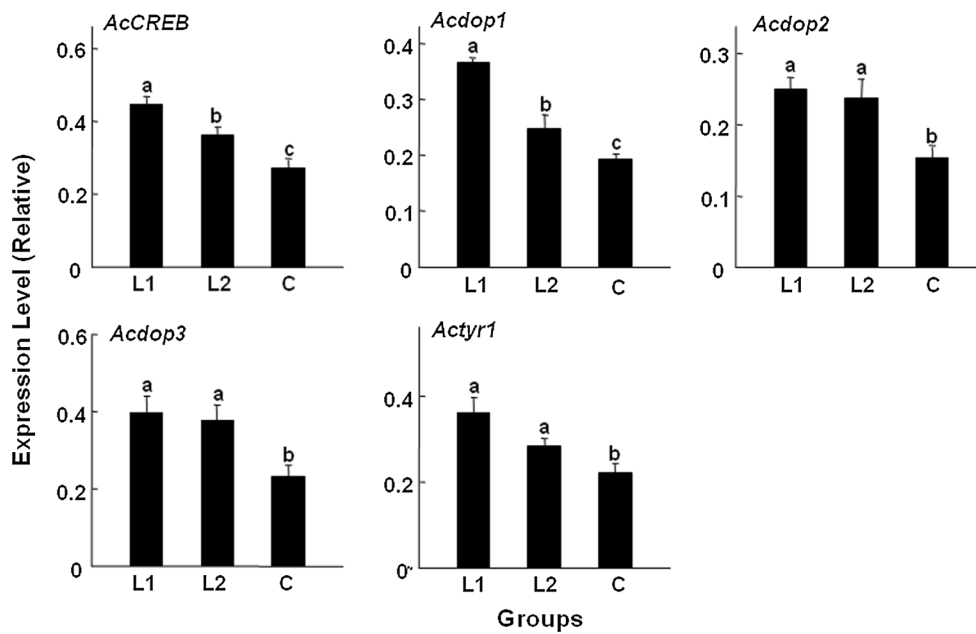 AcCREB
0.6
0.4
0.2
0
a
b
c
L1 L2 C
Acdop1
0.4
0.3
0.2
0.1
0
a
b
c
L1 L2 C
Acdop2
0.3
0.2
0.1
0
a
a
b
L1 L2 C
Expression Level (Relative)
Acdop3
0.6
0.4
0.2
0
a
a
b
L1 L2 C
Actyr1
0.4
0.2
0
a
a
b
L1 L2 C
Groups